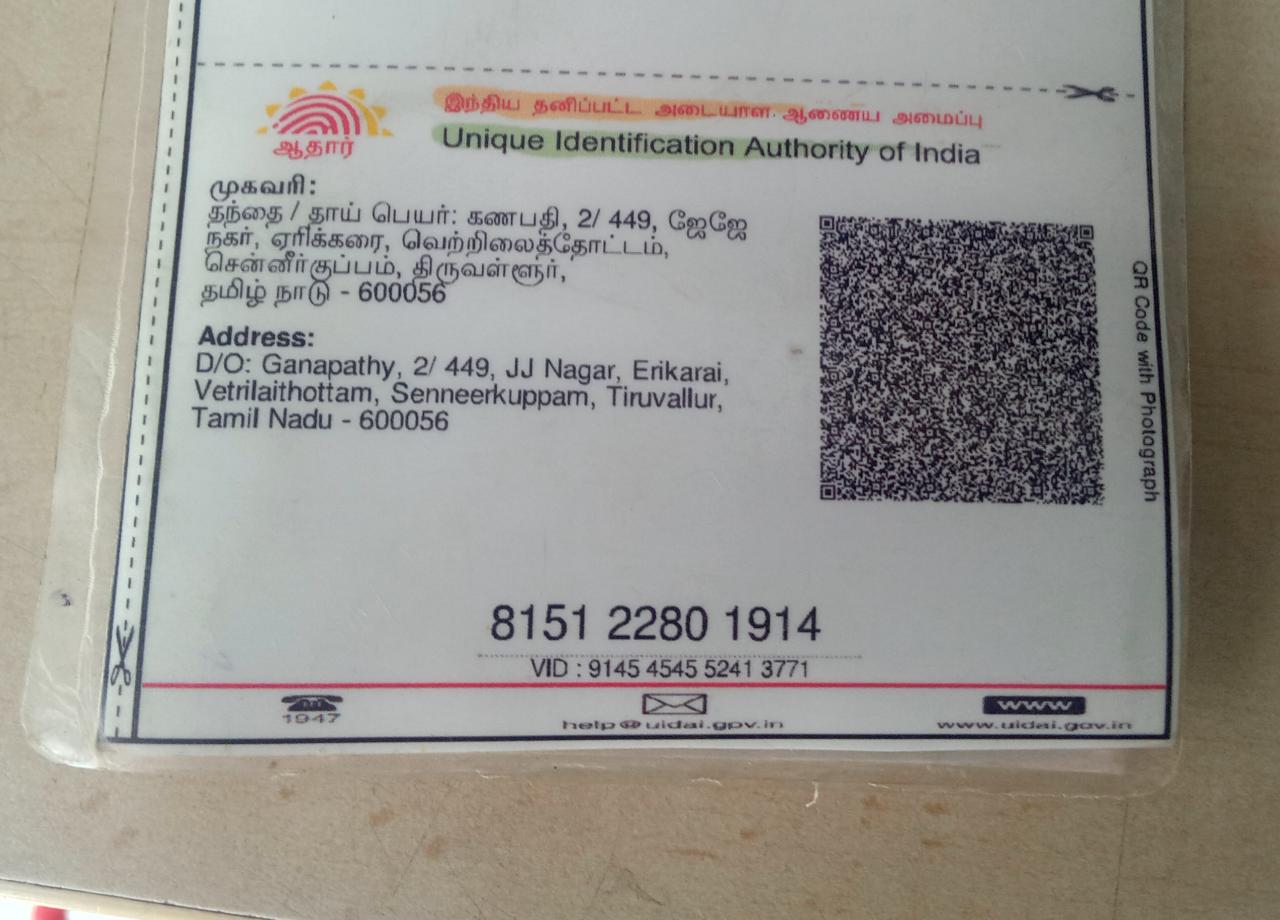 இந்திய தனிப்பட்ட அடையாள ஆணைய அமைப்பு
Unique Identification Authority of India
ஆதார்
முகவரி:
தந்தை / தாய் பெயர்: கணபதி, 2/ 449, ஜேஜே
நகர், ஏரிக்கரை, வெற்றிலைத்தோட்டம்,
சென்னீர்குப்பம், திருவள்ளூர்,
தமிழ் நாடு - 600056
Address:
D/O: Ganapathy, 2/ 449, JJ Nagar, Erikarai,
Vetrilaithottam, Senneerkuppam, Tiruvallur,
Tamil Nadu - 600056
QR Code with Photograph
8151 2280 1914
VID : 9145 4545 5241 3771
1947
help@uidai.gov.in
www
www.uidai.gov.in